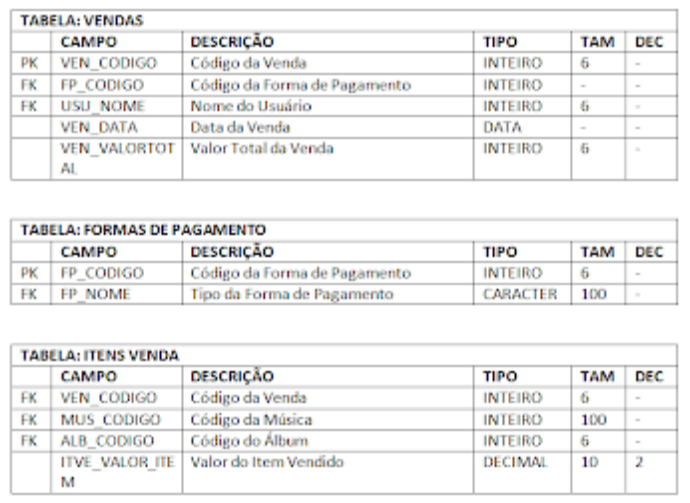 TABELA: VENDAS
CAMPO DESCRIÇÃO TIPO TAM DEC
PK VEN_CODIGO Código da Venda INTEIRO 6 -
FK FP_CODIGO Código da Forma de Pagamento INTEIRO - -
FK USU_NOME Nome do Usuário INTEIRO 6 -
VEN_DATA Data da Venda DATA - -
VEN_VALORTOT Valor Total da Venda INTEIRO 6 -
AL
TABELA: FORMAS DE PAGAMENTO
CAMPO DESCRIÇÃO TIPO TAM DEC
PK FP_CODIGO Código da Forma de Pagamento INTEIRO 6 -
FK FP_NOME Tipo da Forma de Pagamento CARACTER 100 -
TABELA: ITENS VENDA
CAMPO DESCRIÇÃO TIPO TAM DEC
FK VEN_CODIGO Código da Venda INTEIRO 6 -
FK MUS_CODIGO Código da Música INTEIRO 100 -
FK ALB_CODIGO Código do Álbum INTEIRO 6 -
ITVE_VALOR_ITE Valor do Item Vendido DECIMAL 10 2
M